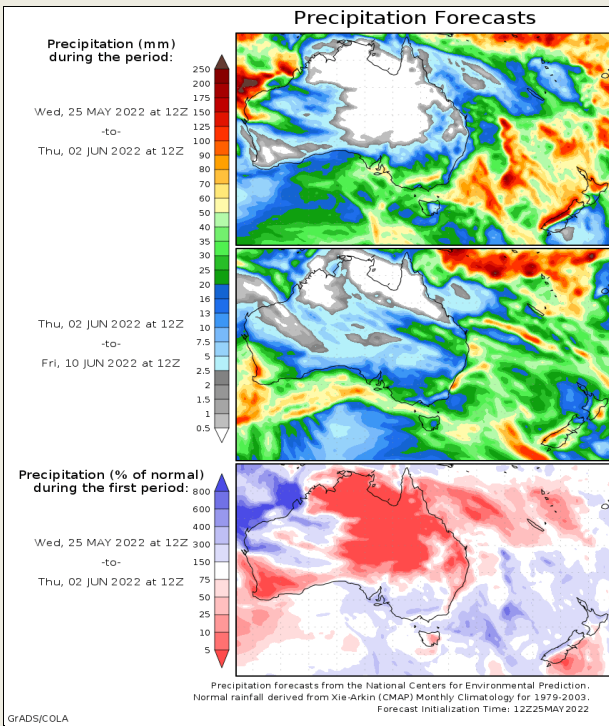 Precipitation Forecasts
Precipitation (mm)
during the period:
Wed, 25 MAY 2022 at 12Z
-to-
Thu, 02 JUN 2022 at 12Z
250
200
175
150
125
100
90
80
70
60
50
40
35
30
25
20
16
13
10
7.5
5
2.5
2
1.5
1
0.5
Thu, 02 JUN 2022 at 12Z
-to-
Fri, 10 JUN 2022 at 12Z
Precipitation (% of normal)
during the first period:
Wed, 25 MAY 2022 at 12Z
-to-
Thu, 02 JUN 2022 at 12Z
800
600
400
300
150
75
50
25
10
5
Precipitation forecasts from the National Centers for Environmental Prediction.
Normal rainfall derived from Xie-Arkin (CMAP) Monthly Climatology for 1979-2003.
Forecast Initialization Time: 12Z25MAY2022
GrADS/COLA